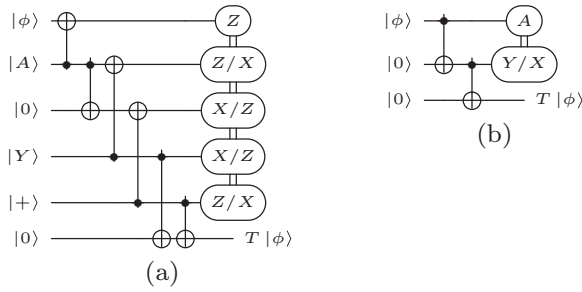 |ϕ⟩ Z
|A⟩ Z/X
|0⟩ X/Z
|Y⟩ X/Z
|+⟩ Z/X
|0⟩ T |ϕ⟩
(a)
|ϕ⟩ A
|0⟩ Y/X
|0⟩ T |ϕ⟩
(b)